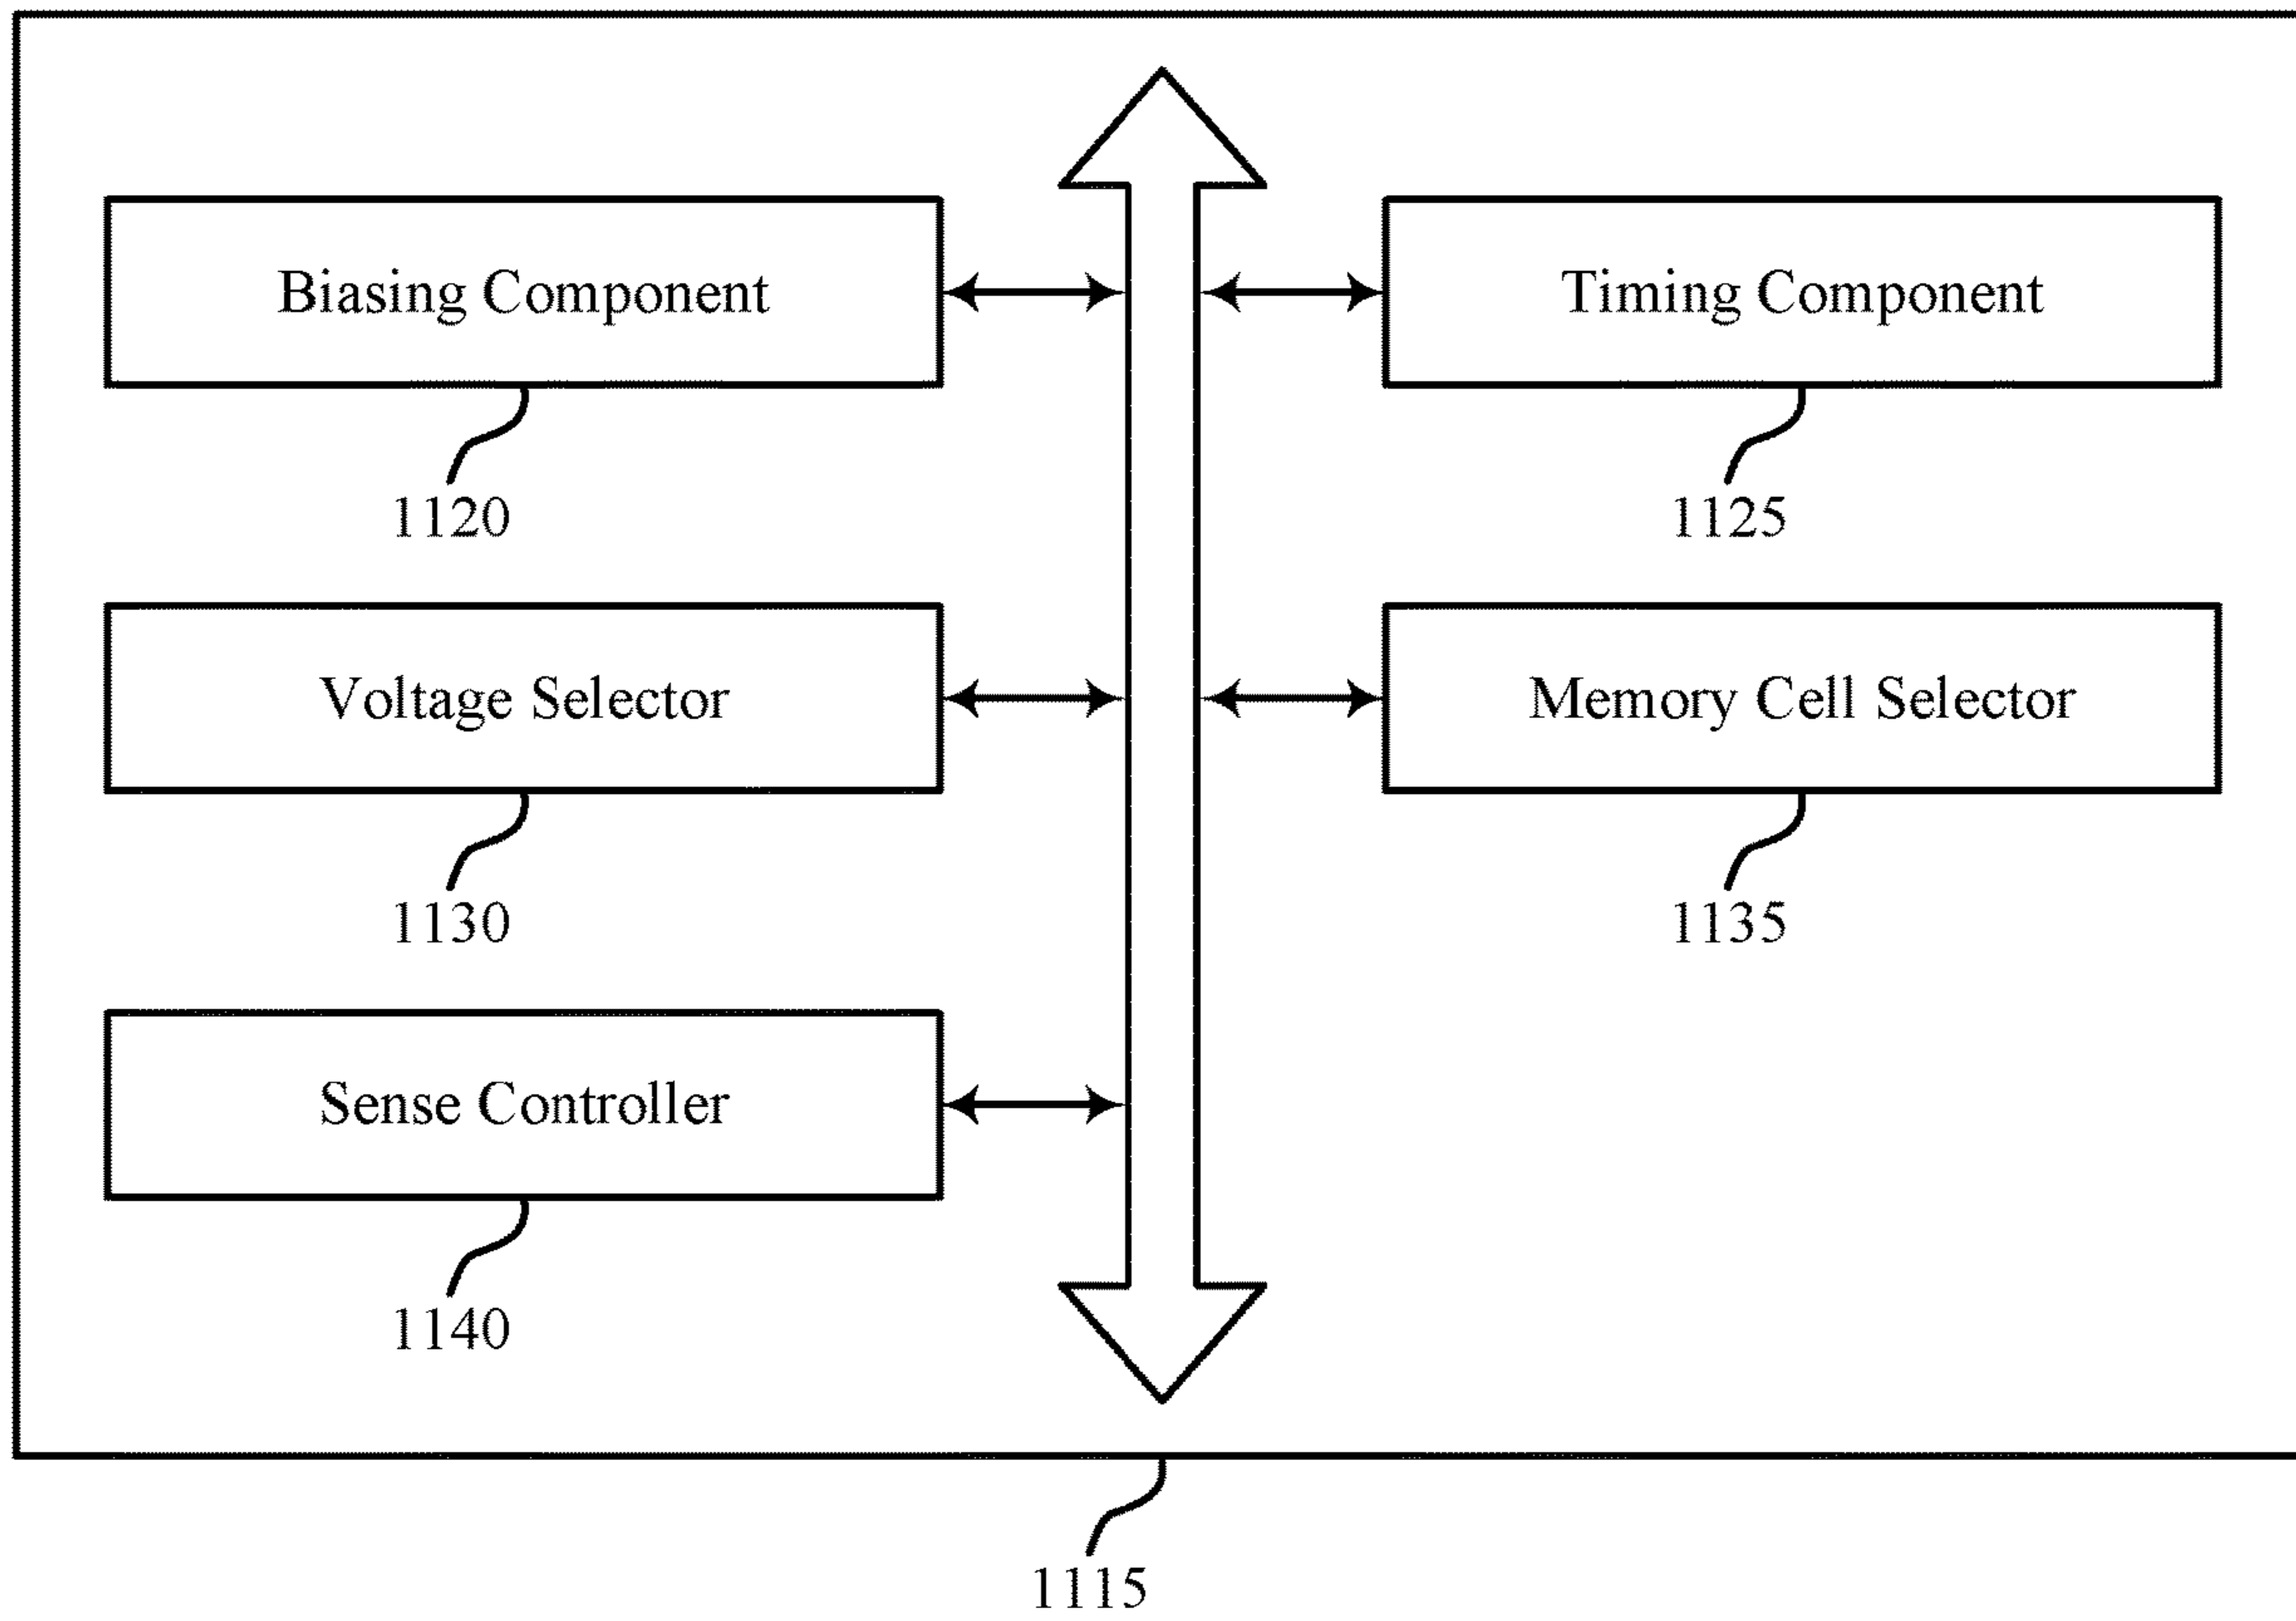 Biasing Component
Timing Component
1120
1125
Voltage Selector
Memory Cell Selector
1130
1135
Sense Controller
1140
1115